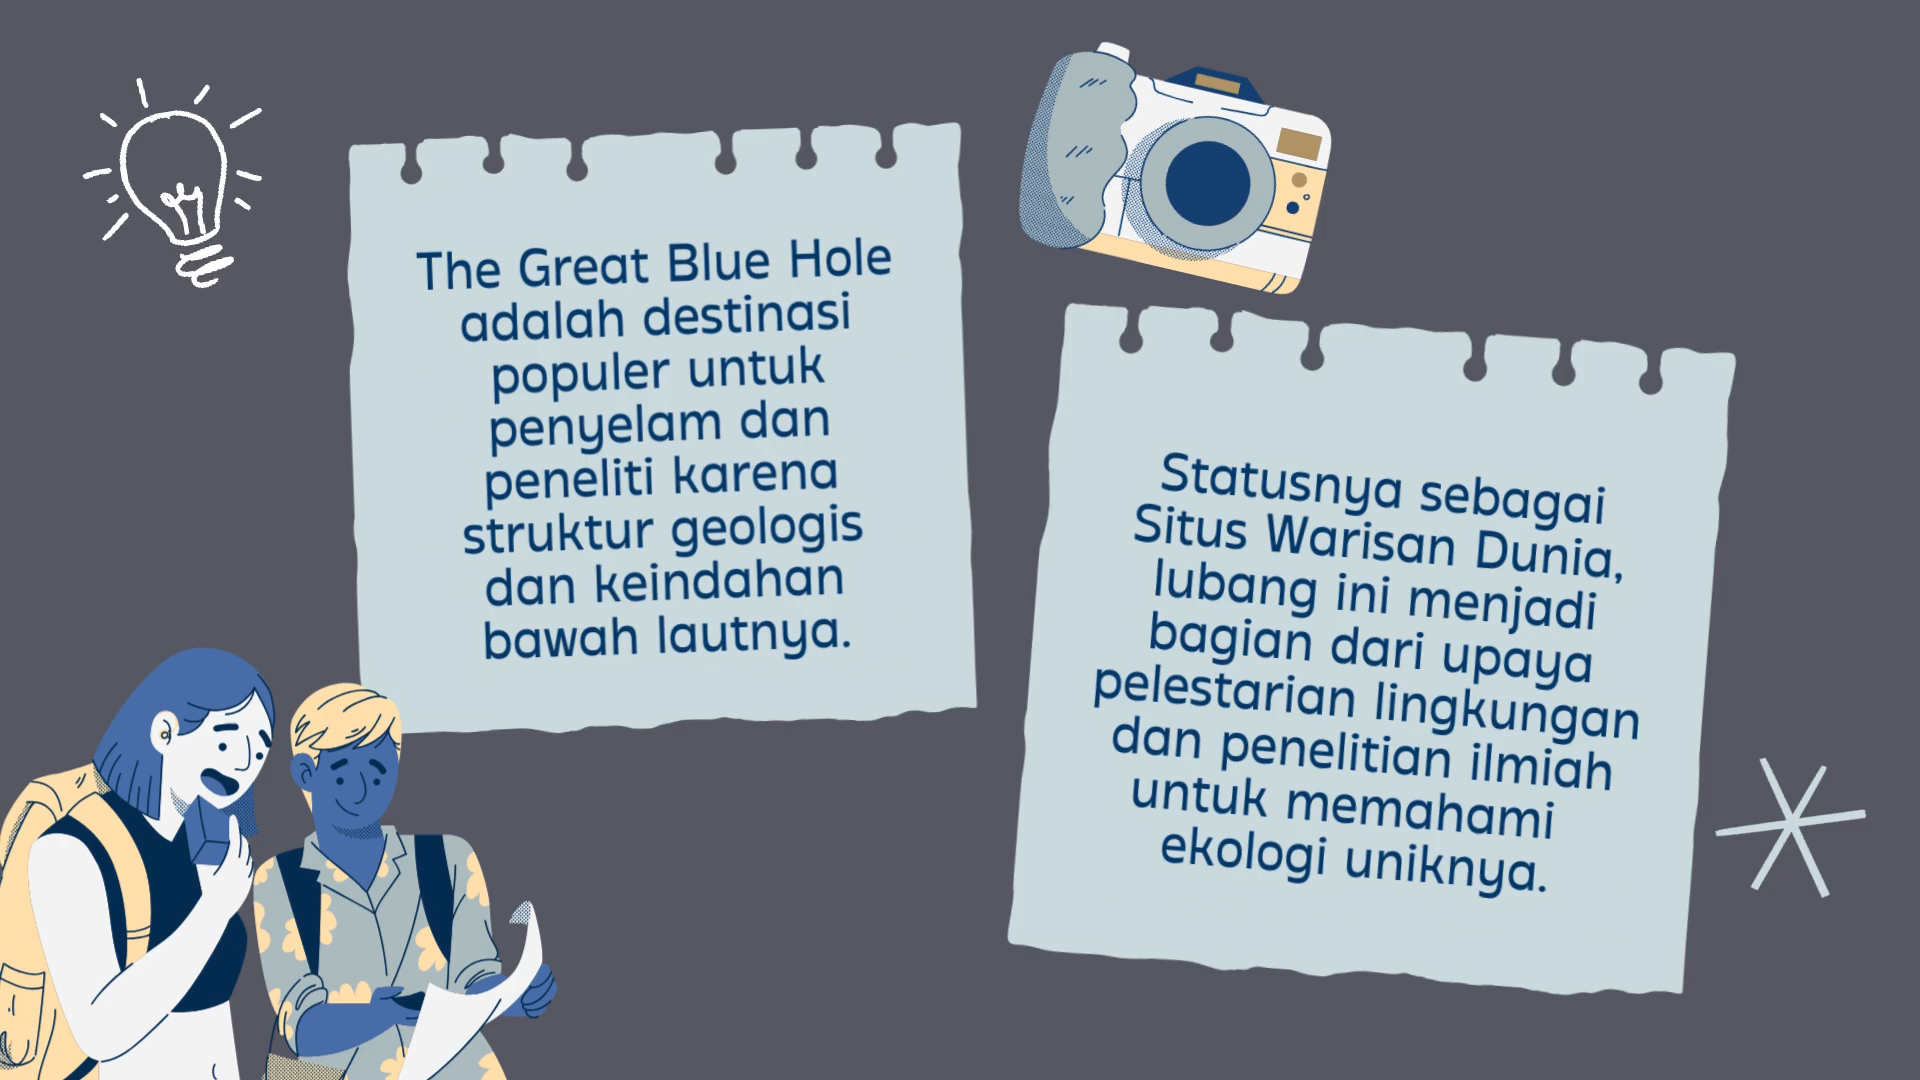 The Great Blue Hole
adalah destinasi
populer untuk
penyelam dan
peneliti karena
struktur geologis
dan keindahan
bawah lautnya.
Statusnya sebagai
Situs Warisan Dunia,
lubang ini menjadi
bagian dari upaya
pelestarian lingkungan
dan penelitian ilmiah
untuk memahami
ekologi uniknya.